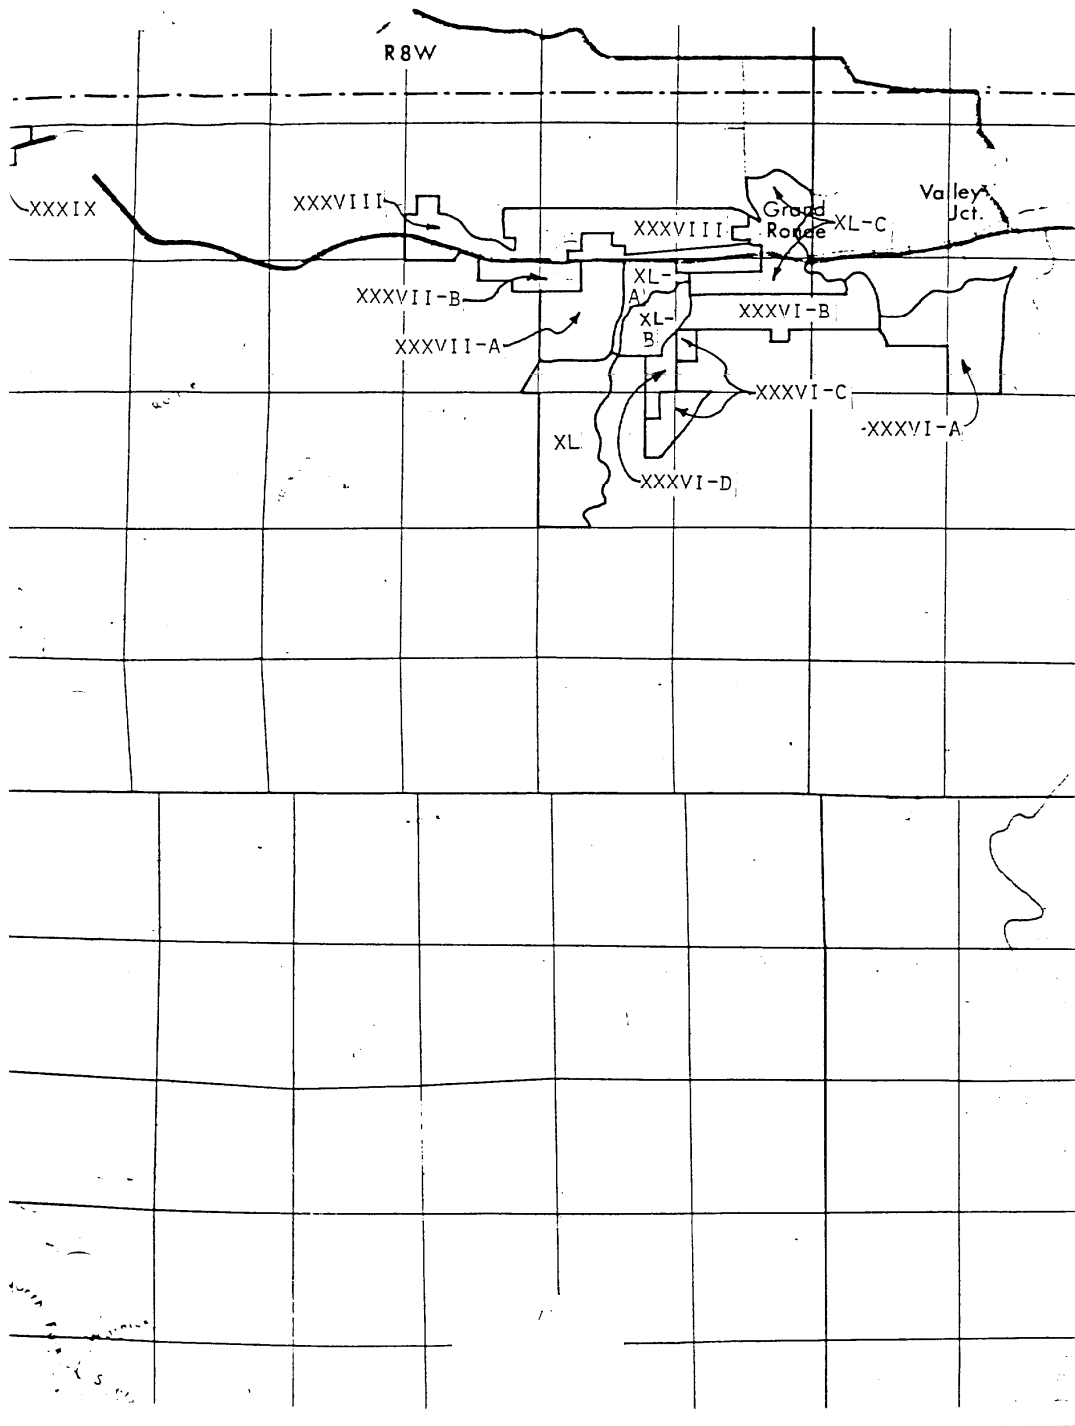 R8W
XXXIX
XXXVIII
XXXVIII
Grand
Ronde
XL-C
Valley
Jct.
XXXVII-B
XL-
A
XL-
B
XXXVI-B
XXXVII-A
XXXVI-C
XXXVI-A
XL
XXXVI-D